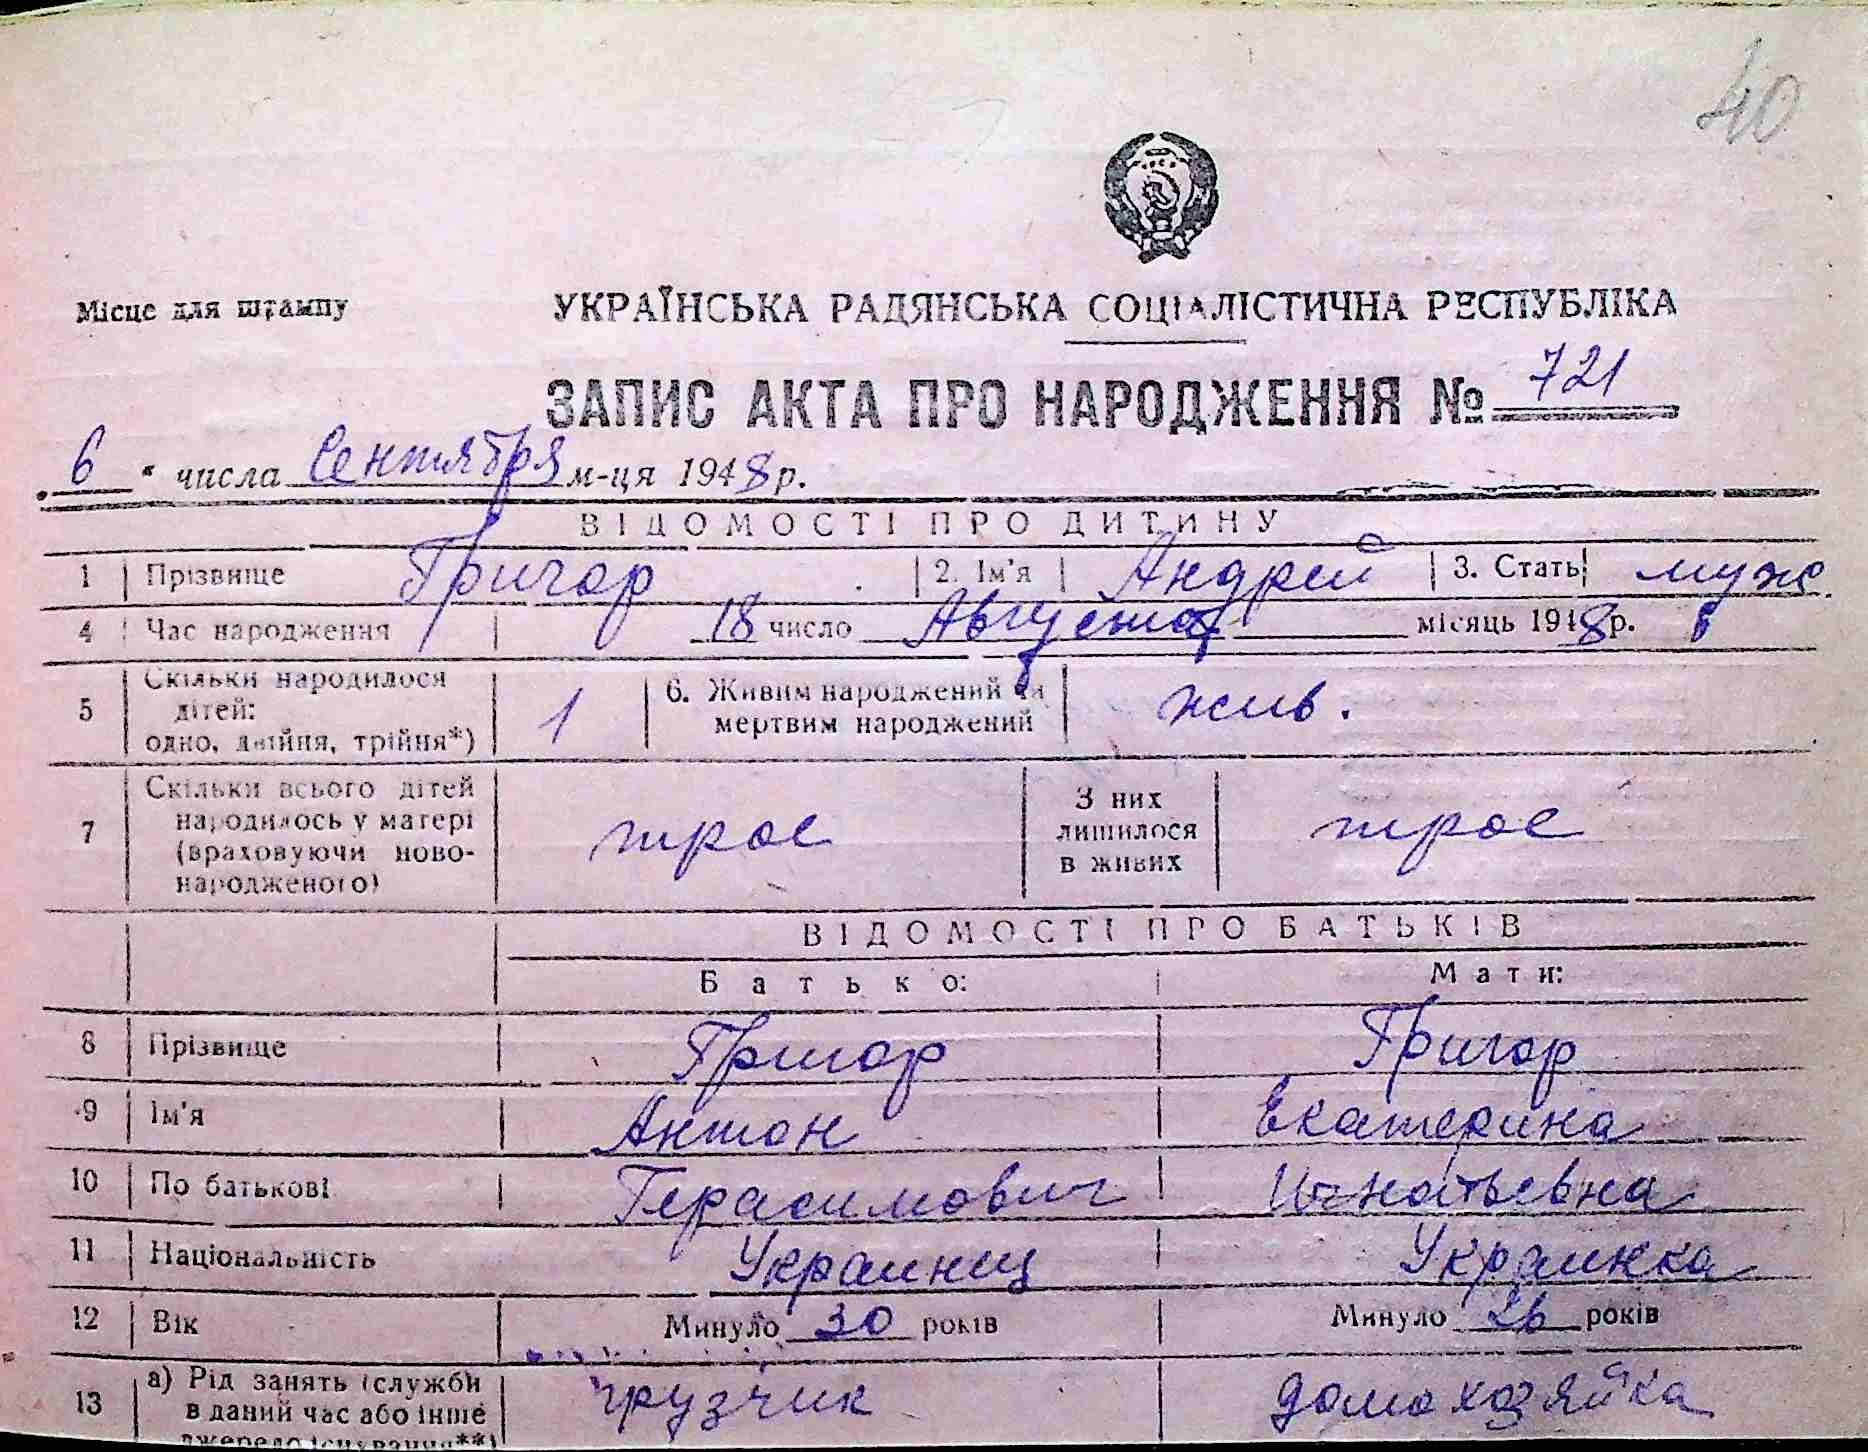 40
Місце для штампу
УКРАЇНСЬКА РАДЯНСЬКА СОЦІАЛІСТИЧНА РЕСПУБЛІКА
ЗАПИС АКТА ПРО НАРОДЖЕННЯ № 721
„6“ числа Сентября м-ця 1948 р.
ВІДОМОСТІ ПРО ДИТИНУ
1 Прізвище Григор 2. Ім'я Андрей 3. Стать муж
4 Час народження 18 число Августа місяць 1948 р.
5 Скільки народилося дітей: одно, двійня, трійня*) 1 6. Живим народжений чи мертвим народжений жив.
7 Скільки всього дітей народилось у матері (враховуючи новонародженого) трое З них лишилося в живих трое
ВІДОМОСТІ ПРО БАТЬКІВ
Батько: Мати:
8 Прізвище Григор Григор
9 Ім'я Антон Екатерина
10 По батькові Герасимович Игнатьевна
11 Національність Украинец Украинка
12 Вік Минуло 30 років Минуло 26 років
13 а) Рід занять (служби в даний час або інше джерело існування**) грузчик домохозяйка